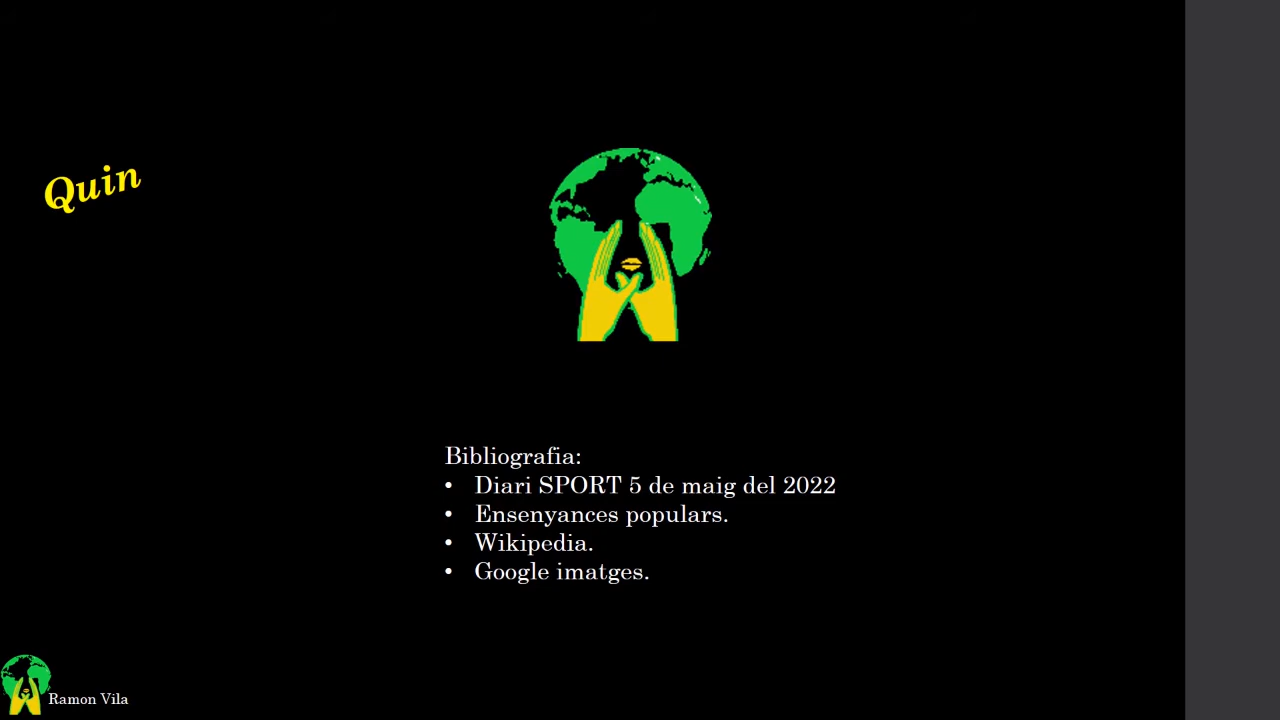 Quin
Bibliografia:
• Diari SPORT 5 de maig del 2022
• Ensenyances populars.
• Wikipedia.
• Google imatges.
Ramon Vila